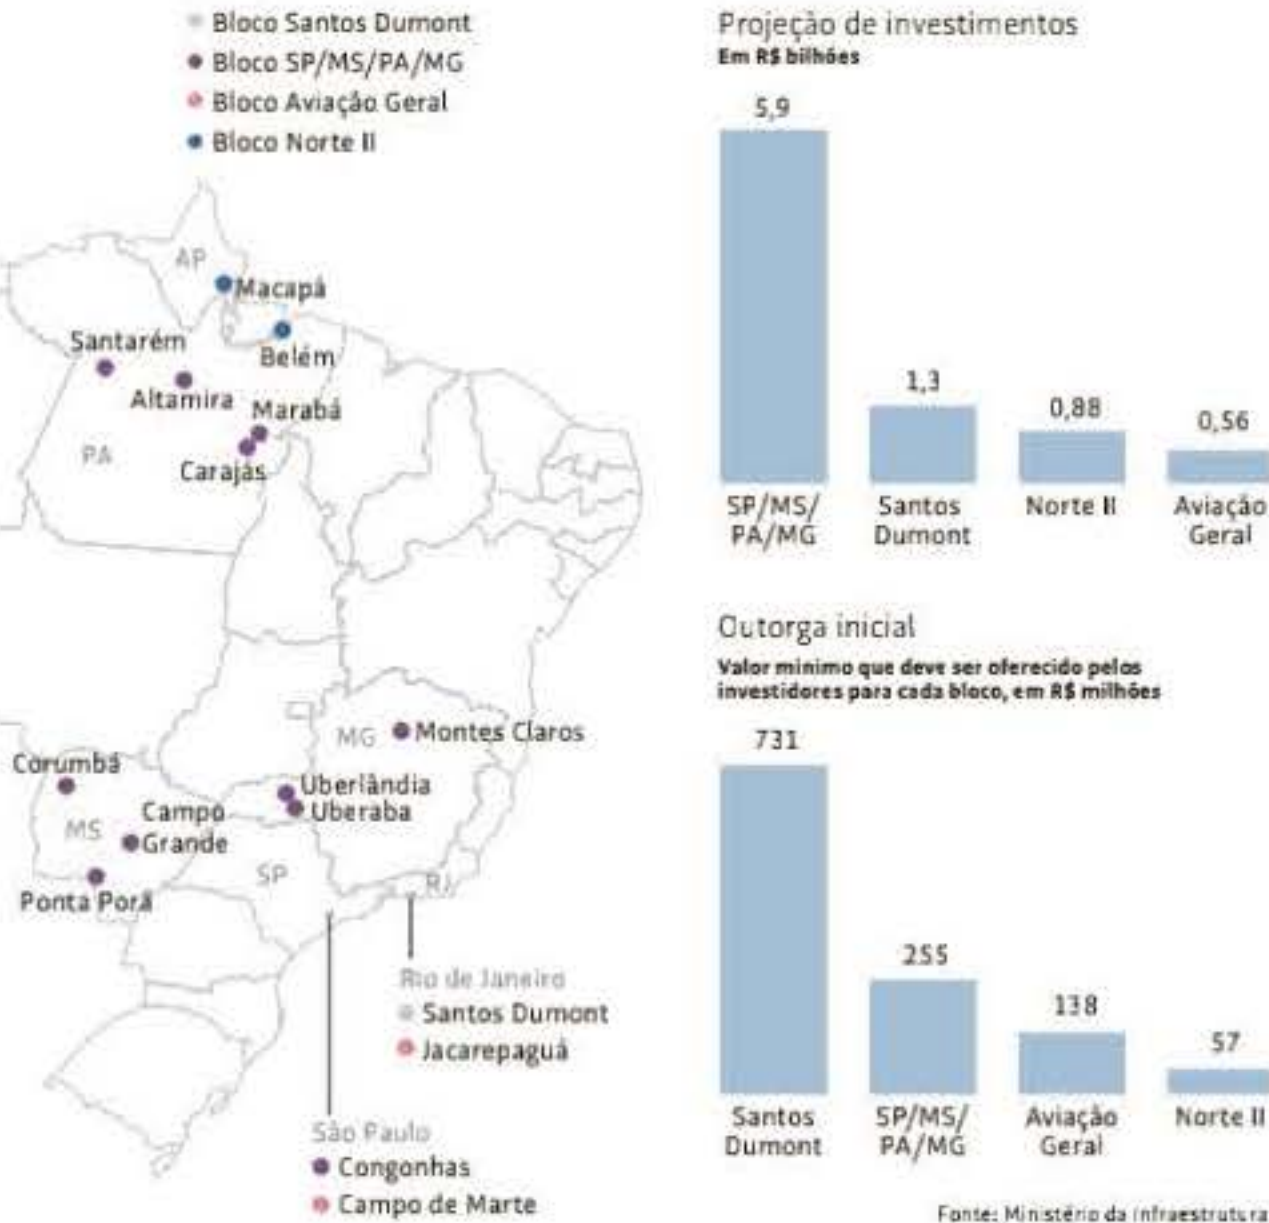 Bloco Santos Dumont
Bloco SP/MS/PA/MG
Bloco Aviação Geral
Bloco Norte II
AP
Macapá
Santarém
Belém
Altamira
Marabá
PA
Carajás
MG
Montes Claros
Corumbá
Uberlândia
Campo
Uberaba
MS
Grande
SP
RJ
Ponta Porã
Rio de Janeiro
Santos Dumont
Jacarepaguá
São Paulo
Congonhas
Campo de Marte
Projeção de investimentos
Em R$ bilhões
5,9
1,3
0,88
0,56
SP/MS/
PA/MG
Santos
Dumont
Norte II
Aviação
Geral
Outorga inicial
Valor mínimo que deve ser oferecido pelos
investidores para cada bloco, em R$ milhões
731
255
138
57
Santos
Dumont
SP/MS/
PA/MG
Aviação
Geral
Norte II
Fonte: Ministério da Infraestrutura